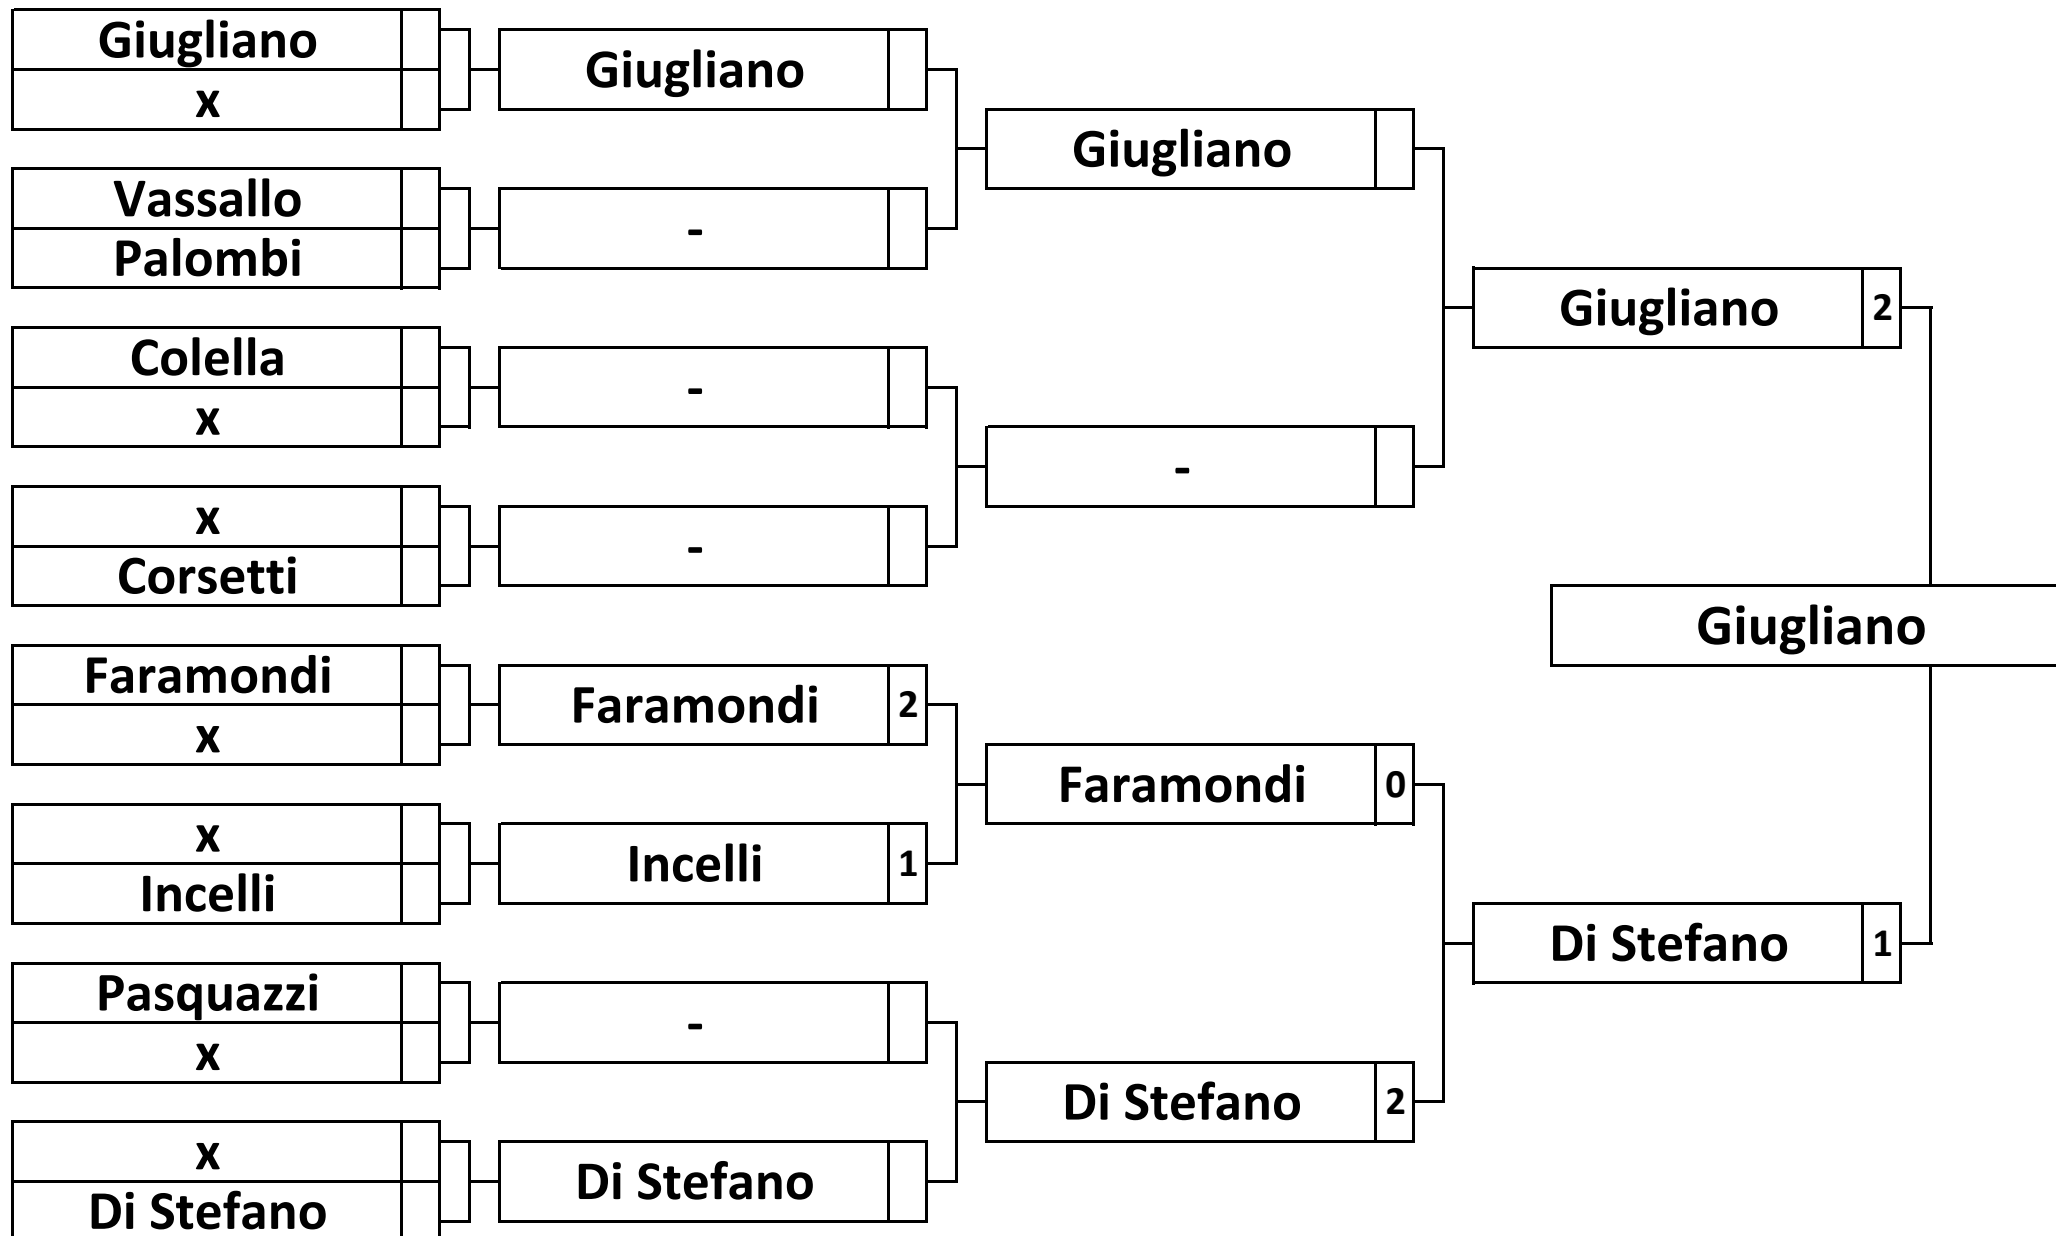 Giugliano
x
Vassallo
Palombi
Colella
x
x
Corsetti
Faramondi
x
x
Incelli
Pasquazzi
x
x
Di Stefano
Giugliano
-
-
-
Faramondi 2
Incelli 1
-
Di Stefano
Giugliano
-
Faramondi 0
Di Stefano 2
Giugliano 2
Di Stefano 1
Giugliano